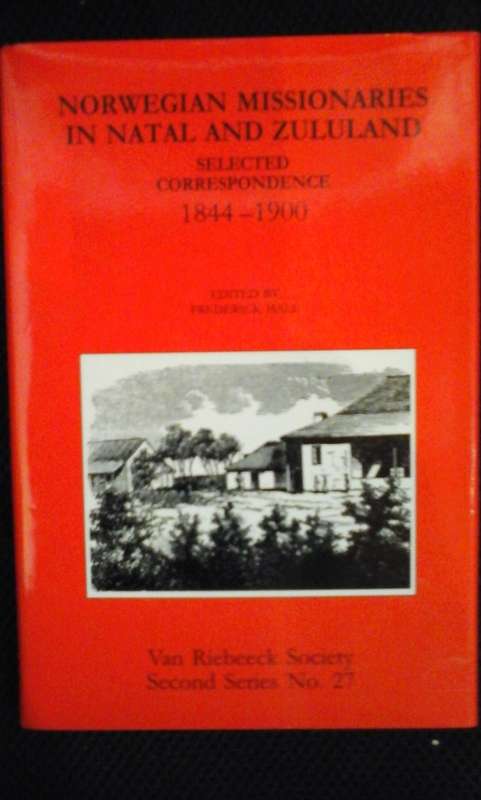 NORWEGIAN MISSIONARIES
IN NATAL AND ZULULAND
SELECTED
CORRESPONDENCE
1844–1900
EDITED BY
FREDERICK HALE
Van Riebeeck Society
Second Series No. 27